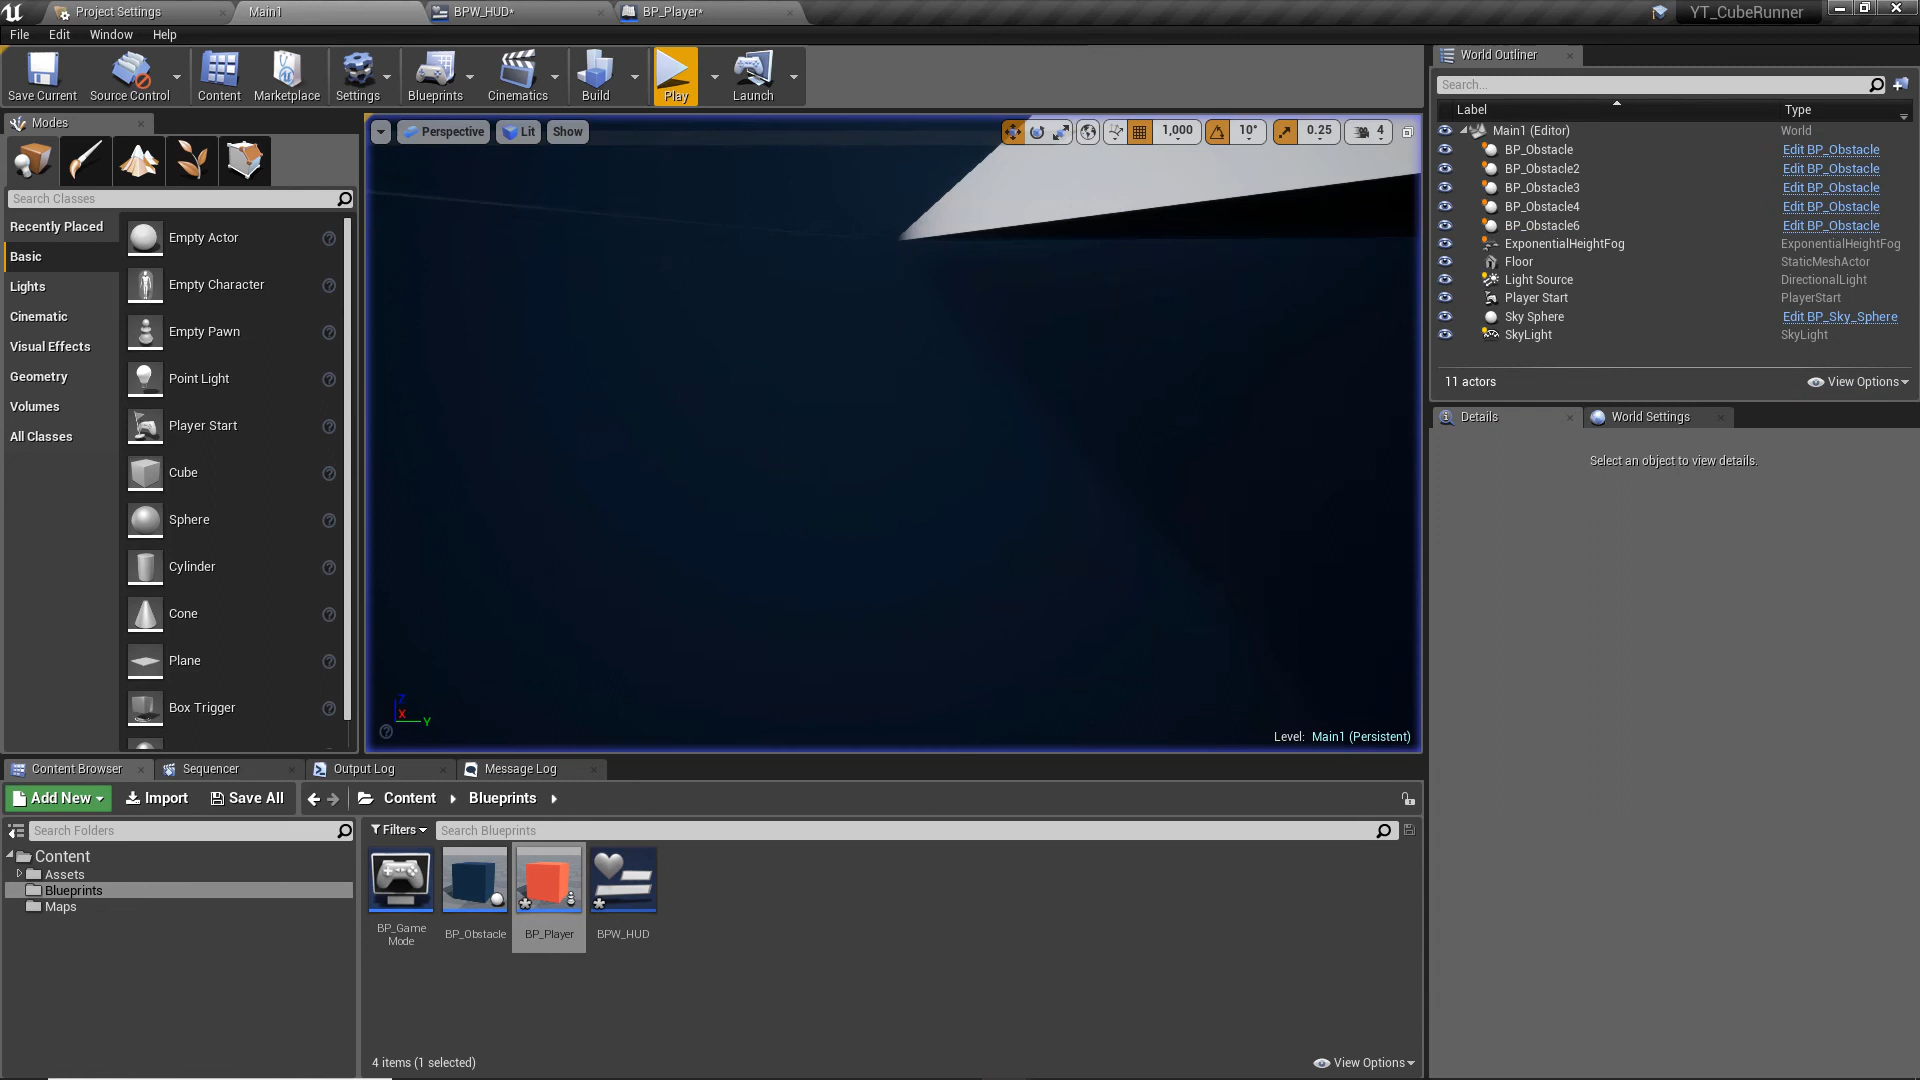 Project Settings
Main1
BPW_HUD*
BP_Player*
YT_CubeRunner
File Edit Window Help
Save Current
Source Control
Content
Marketplace
Settings
Blueprints
Cinematics
Build
Play
Launch
Modes
Search Classes
Recently Placed
Basic
Lights
Cinematic
Visual Effects
Geometry
Volumes
All Classes
Empty Actor
Empty Character
Empty Pawn
Point Light
Player Start
Cube
Sphere
Cylinder
Cone
Plane
Box Trigger
Perspective
Lit
Show
1,000
10°
0.25
4
Z
X
Y
Level: Main1 (Persistent)
World Outliner
Search...
Label Type
Main1 (Editor) World
BP_Obstacle Edit BP_Obstacle
BP_Obstacle2 Edit BP_Obstacle
BP_Obstacle3 Edit BP_Obstacle
BP_Obstacle4 Edit BP_Obstacle
BP_Obstacle6 Edit BP_Obstacle
ExponentialHeightFog ExponentialHeightFog
Floor StaticMeshActor
Light Source DirectionalLight
Player Start PlayerStart
Sky Sphere Edit BP_Sky_Sphere
SkyLight SkyLight
11 actors View Options
Details
World Settings
Select an object to view details.
Content Browser
Sequencer
Output Log
Message Log
Add New Import Save All Content Blueprints
Search Folders
Content
Assets
Blueprints
Maps
Filters Search Blueprints
BP_Game
Mode
BP_Obstacle
BP_Player
BPW_HUD
4 items (1 selected) View Options